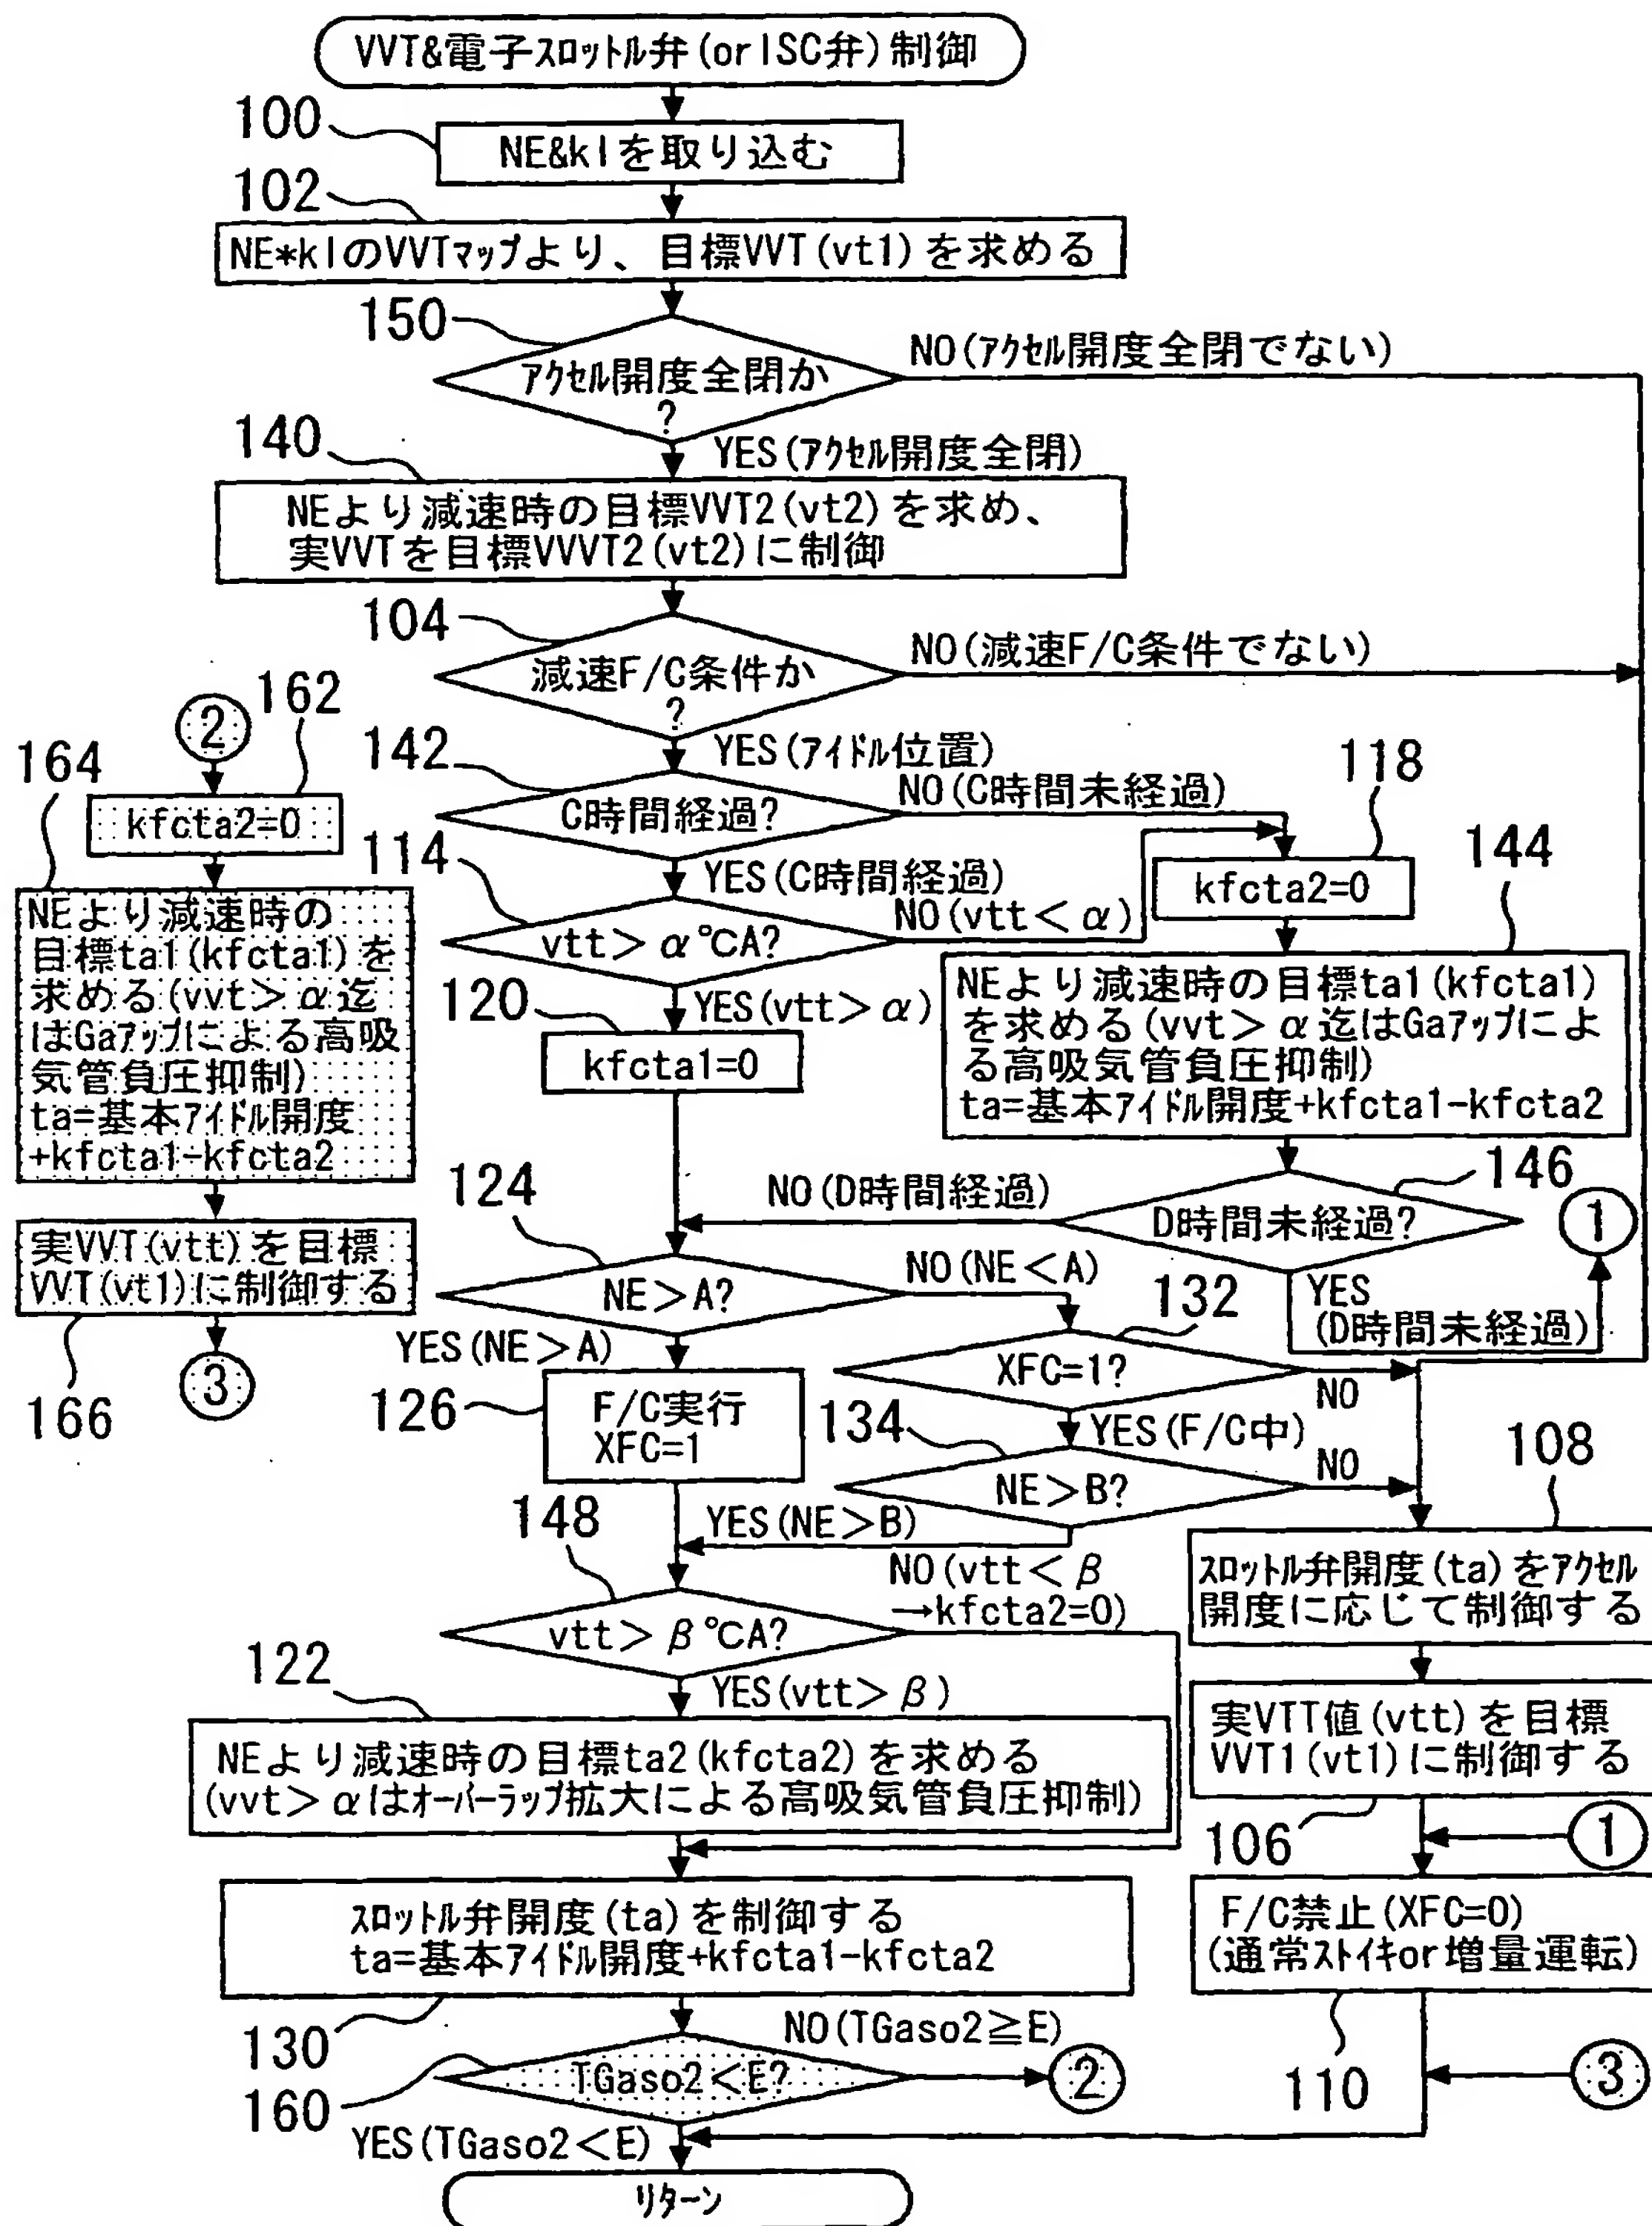 VVT&電子スロットル弁(orISC弁)制御
100
NE&klを取り込む
102
NE*klのVVTマップより、目標VVT(vt1)を求める
150
アクセル開度全閉か
?
NO(アクセル開度全閉でない)
YES(アクセル開度全閉)
140
NEより減速時の目標VVT2(vt2)を求め、
実VVTを目標VVVT2(vt2)に制御
104
減速F/C条件か
?
NO(減速F/C条件でない)
YES(アイドル位置)
142
C時間経過?
NO(C時間未経過)
YES(C時間経過)
118
kfcta2=0
114
vtt>α℃A?
NO(vtt<α)
YES(vtt>α)
144
NEより減速時の目標ta1(kfcta1)
を求める(vvt>α迄はGaアップによ
る高吸気管負圧抑制)
ta=基本アイドル開度+kfcta1-kfcta2
120
kfcta1=0
146
D時間未経過?
NO(D時間経過)
YES
(D時間未経過)
1
2
162
kfcta2=0
164
NEより減速時の
目標ta1(kfcta1)を
求める(vvt>α迄
はGaアップによる高吸
気管負圧抑制)
ta=基本アイドル開度
+kfcta1-kfcta2
実VVT(vtt)を目標
VVT(vt1)に制御する
166
3
124
NE>A?
NO(NE<A)
YES(NE>A)
132
XFC=1?
NO
YES(F/C中)
126
F/C実行
XFC=1
134
NE>B?
NO
YES(NE>B)
148
vtt>β℃A?
NO(vtt<β
→kfcta2=0)
YES(vtt>β)
108
スロットル弁開度(ta)をアクセル
開度に応じて制御する
実VTT値(vtt)を目標
VVT1(vt1)に制御する
106
1
122
NEより減速時の目標ta2(kfcta2)を求める
(vvt>αはオーバーラップ拡大による高吸気管負圧抑制)
F/C禁止(XFC=0)
(通常ストイキor増量運転)
110
3
スロットル弁開度(ta)を制御する
ta=基本アイドル開度+kfcta1-kfcta2
130
TGaso2<E?
160
NO(TGaso2≧E)
2
YES(TGaso2<E)
リターン